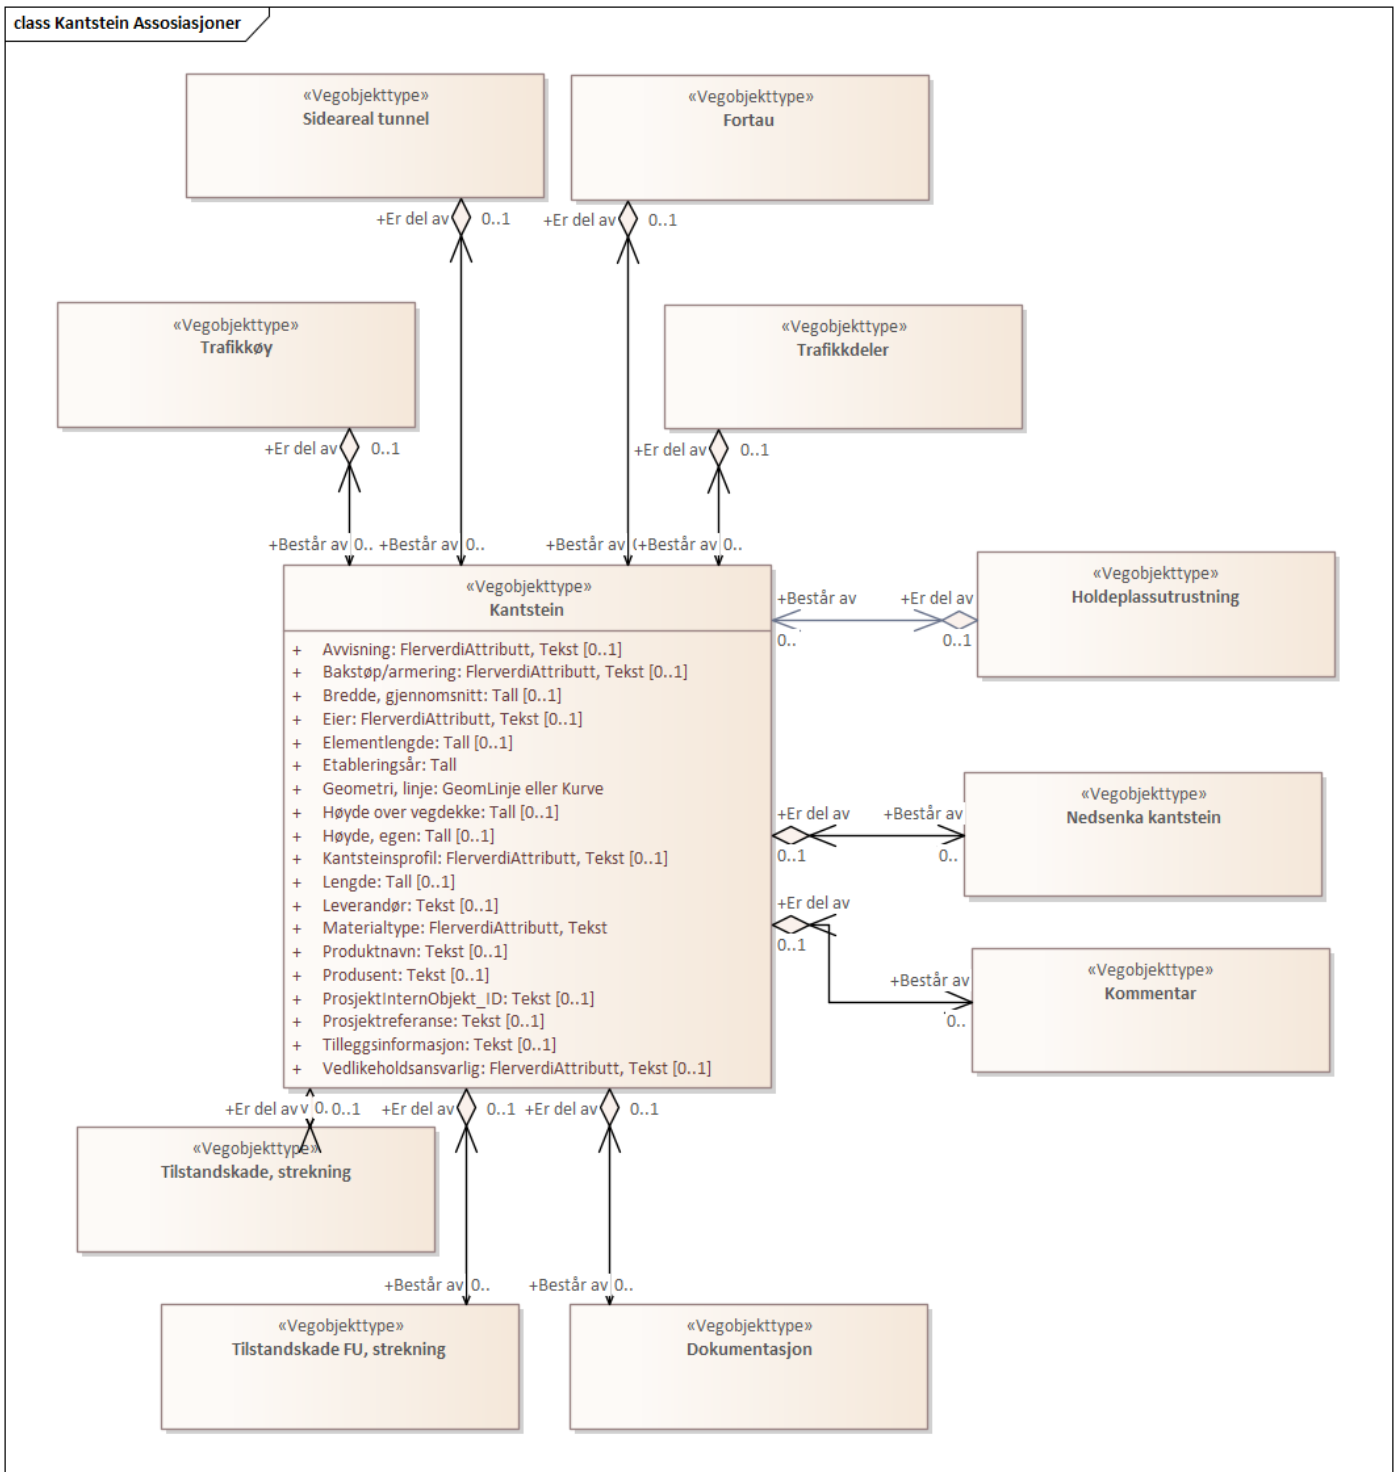 class Kantstein Assosiasjoner
«Vegobjekttype»
Sideareal tunnel
«Vegobjekttype»
Fortau
+Er del av 0..1
+Er del av 0..1
«Vegobjekttype»
Trafikkøy
«Vegobjekttype»
Trafikkdeler
+Er del av 0..1
+Er del av 0..1
+Består av 0..
+Består av 0..
+Består av (
+Består av 0..
«Vegobjekttype»
Kantstein
+ Avvisning: FlerverdiAttributt, Tekst [0..1]
+ Bakstøp/armering: FlerverdiAttributt, Tekst [0..1]
+ Bredde, gjennomsnitt: Tall [0..1]
+ Eier: FlerverdiAttributt, Tekst [0..1]
+ Elementlengde: Tall [0..1]
+ Etableringsår: Tall
+ Geometri, linje: GeomLinje eller Kurve
+ Høyde over vegdekke: Tall [0..1]
+ Høyde, egen: Tall [0..1]
+ Kantsteinsprofil: FlerverdiAttributt, Tekst [0..1]
+ Lengde: Tall [0..1]
+ Leverandør: Tekst [0..1]
+ Materialtype: FlerverdiAttributt, Tekst
+ Produktnavn: Tekst [0..1]
+ Produsent: Tekst [0..1]
+ ProsjektInternObjekt_ID: Tekst [0..1]
+ Prosjektreferanse: Tekst [0..1]
+ Tilleggsinformasjon: Tekst [0..1]
+ Vedlikeholdsansvarlig: FlerverdiAttributt, Tekst [0..1]
+Består av +Er del av
0.. 0..1
«Vegobjekttype»
Holdeplassutrustning
+Er del av +Består av
0..1 0..
«Vegobjekttype»
Nedsenka kantstein
+Er del av
0..1
+Består av
0..
«Vegobjekttype»
Kommentar
+Er del av v 0. 0..1
+Er del av 0..1
+Er del av 0..1
«Vegobjekttype»
Tilstandskade, strekning
+Består av 0..
+Består av 0..
«Vegobjekttype»
Tilstandskade FU, strekning
«Vegobjekttype»
Dokumentasjon